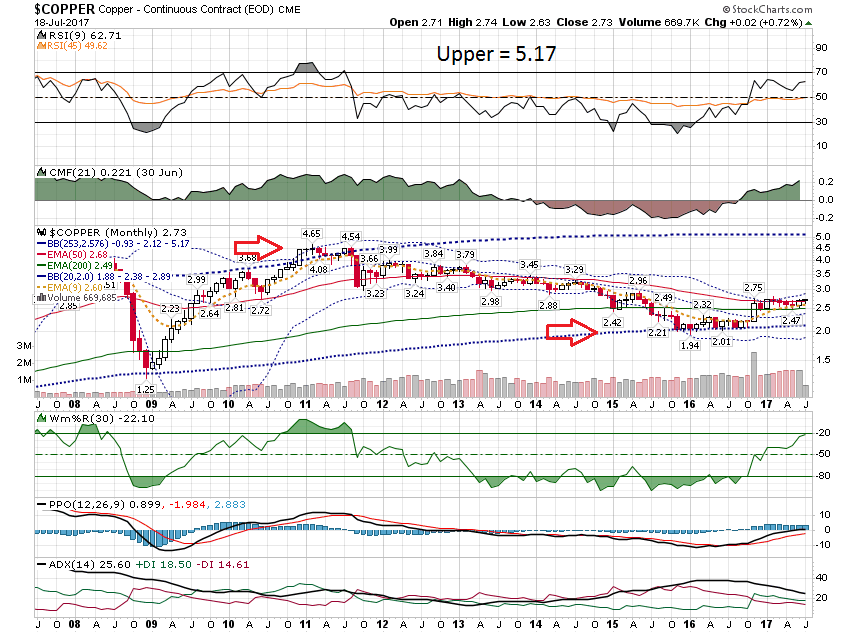 $COPPER Copper - Continuous Contract (EOD) CME © StockCharts.com
18-Jul-2017 Open 2.71 High 2.74 Low 2.63 Close 2.73 Volume 669.7K Chg +0.02 (+0.72%)
RSI(9) 62.71
RSI(45) 49.62
Upper = 5.17
90
70
50
30
10
CMF(21) 0.221 (30 Jun)
0.2
0.0
-0.2
$COPPER (Monthly) 2.73
BB(253,2.576) -0.93 - 2.12 - 5.17
EMA(50) 2.68
EMA(200) 2.49
BB(20,2.0) 1.88 - 2.38 - 2.89
EMA(9) 2.60
Volume 669,685
4.65 4.54
3.68 3.66 3.99 3.84 3.79
4.08 3.45 3.29
2.99 2.96 2.75
2.85 2.23 2.64 2.81 2.72 3.23 3.24 3.40 2.98 2.88 2.49 2.32
2.42 2.21 1.94 2.01 2.47
1.25
5.0
4.5
4.0
3.5
3.0
2.5
2.0
1.5
3M
2M
1M
J O 08 A J O 09 A J O 10 A J O 11 A J O 12 A J O 13 A J O 14 A J O 15 A J O 16 A J O 17 A J
Wm%R(30) -22.10
-20
-50
-80
PPO(12,26,9) 0.899, -1.984, 2.883
10
0
-10
ADX(14) 25.60 +DI 18.50 -DI 14.61
40
20
J O 08 A J O 09 A J O 10 A J O 11 A J O 12 A J O 13 A J O 14 A J O 15 A J O 16 A J O 17 A J